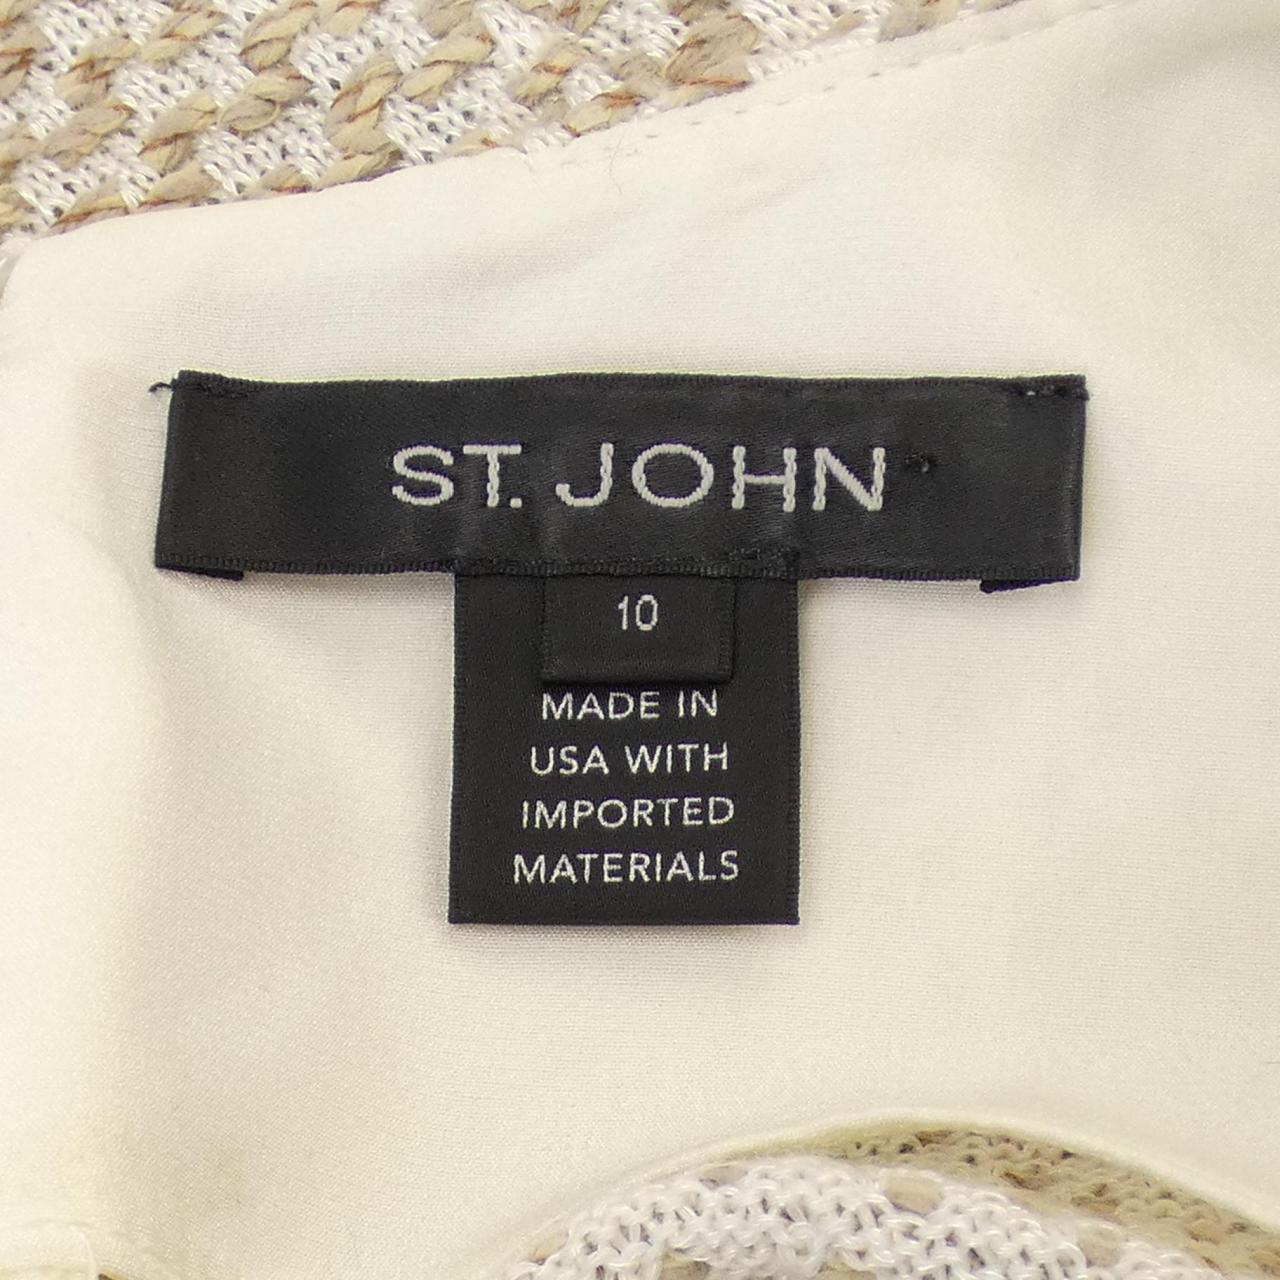 ST. JOHN
10
MADE IN
USA WITH
IMPORTED
MATERIALS